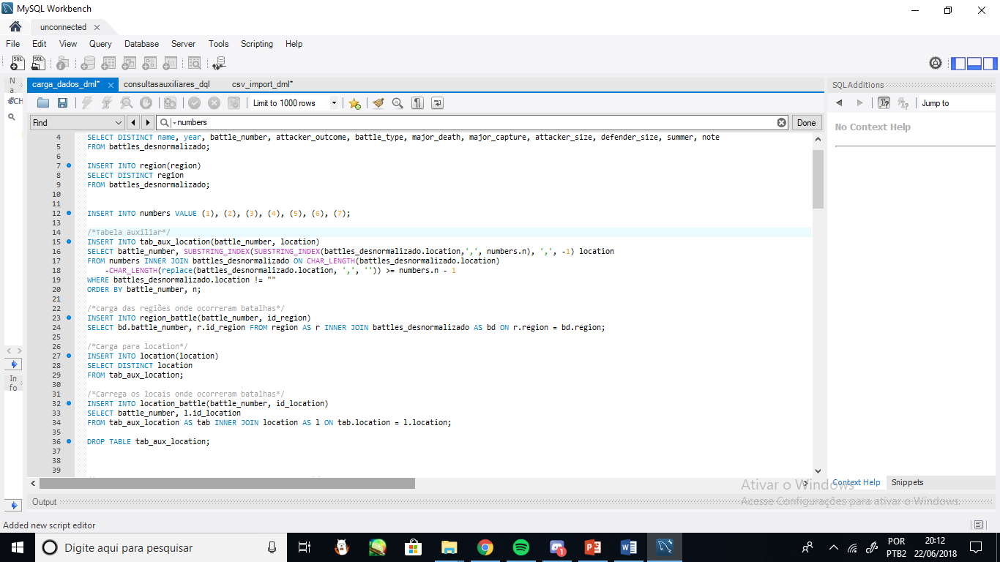 MySQL Workbench
unconnected
File Edit View Query Database Server Tools Scripting Help
N
a
SCH
carga_dados_dml* consultasauxiliares_dql csv_import_dml*
SQLAdditions
Limit to 1000 rows
Jump to
Find numbers Done
No Context Help
4 SELECT DISTINCT name, year, battle_number, attacker_outcome, battle_type, major_death, major_capture, attacker_size, defender_size, summer, note
5 FROM battles_desnormalizado;
6
7 INSERT INTO region(region)
8 SELECT DISTINCT region
9 FROM battles_desnormalizado;
10
11
12 INSERT INTO numbers VALUE (1), (2), (3), (4), (5), (6), (7);
13
14 /*Tabela auxiliar*/
15 INSERT INTO tab_aux_location(battle_number, location)
16 SELECT battle_number, SUBSTRING_INDEX(SUBSTRING_INDEX(battles_desnormalizado.location,',', numbers.n), ',', -1) location
17 FROM numbers INNER JOIN battles_desnormalizado ON CHAR_LENGTH(battles_desnormalizado.location)
18 -CHAR_LENGTH(replace(battles_desnormalizado.location, ',', '')) >= numbers.n - 1
19 WHERE battles_desnormalizado.location != ""
20 ORDER BY battle_number, n;
21
22 /*carga das regiões onde ocorreram batalhas*/
23 INSERT INTO region_battle(battle_number, id_region)
24 SELECT bd.battle_number, r.id_region FROM region AS r INNER JOIN battles_desnormalizado AS bd ON r.region = bd.region;
25
26 /*Carga para location*/
27 INSERT INTO location(location)
28 SELECT DISTINCT location
29 FROM tab_aux_location;
30
31 /*Carrega os locais onde ocorreram batalhas*/
32 INSERT INTO location_battle(battle_number, id_location)
33 SELECT battle_number, l.id_location
34 FROM tab_aux_location AS tab INNER JOIN location AS l ON tab.location = l.location;
35
36 DROP TABLE tab_aux_location;
37
38
39
In
fo
Ativar o Windows
Context Help Snippets
Output
Acesse Configurações para ativar o Windows.
Added new script editor
Digite aqui para pesquisar
1
POR
PTB2
20:12
22/06/2018